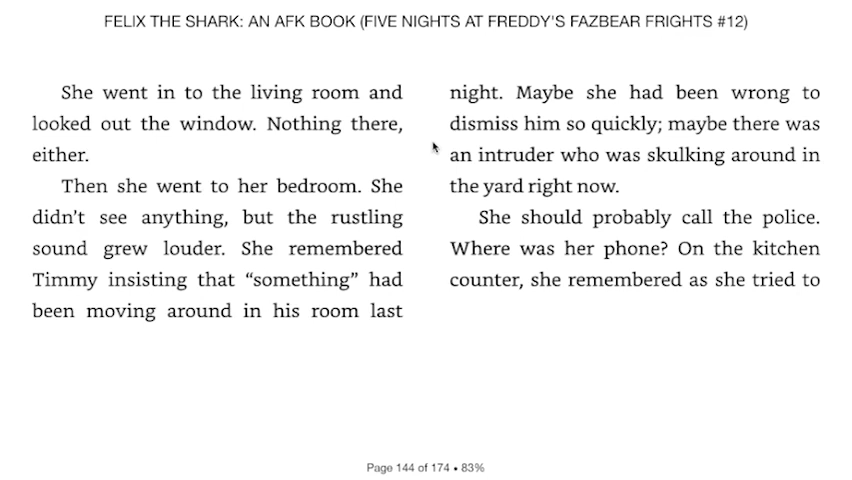 FELIX THE SHARK: AN AFK BOOK (FIVE NIGHTS AT FREDDY'S FAZBEAR FRIGHTS #12)
She went in to the living room and
looked out the window. Nothing there,
either.
Then she went to her bedroom. She
didn't see anything, but the rustling
sound grew louder. She remembered
Timmy insisting that “something” had
been moving around in his room last
night. Maybe she had been wrong to
dismiss him so quickly; maybe there was
an intruder who was skulking around in
the yard right now.
She should probably call the police.
Where was her phone? On the kitchen
counter, she remembered as she tried to
Page 144 of 174 • 83%